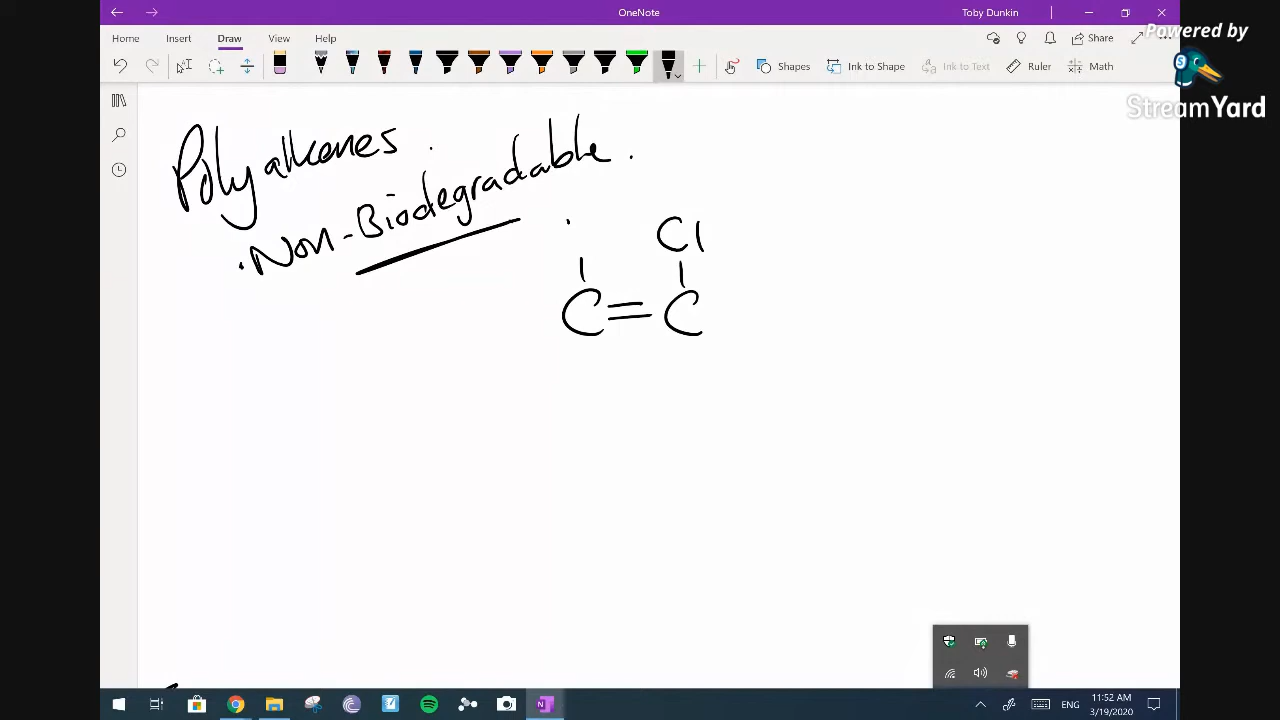 OneNote
Toby Dunkin
Powered by
StreamYard
Home Insert Draw View Help
Share
Shapes Ink to Shape Ink to Text Ruler Math
Polyalkenes.
· Non-Biodegradable.
Cl
C=C
ENG
11:52 AM
3/19/2020